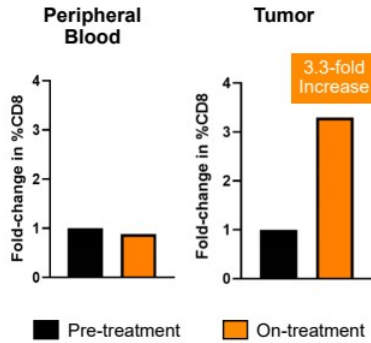 Peripheral
Blood
Tumor
Fold-change in %CD8
4
3
2
1
0
Fold-change in %CD8
4
3
2
1
0
3.3-fold
Increase
Pre-treatment
On-treatment